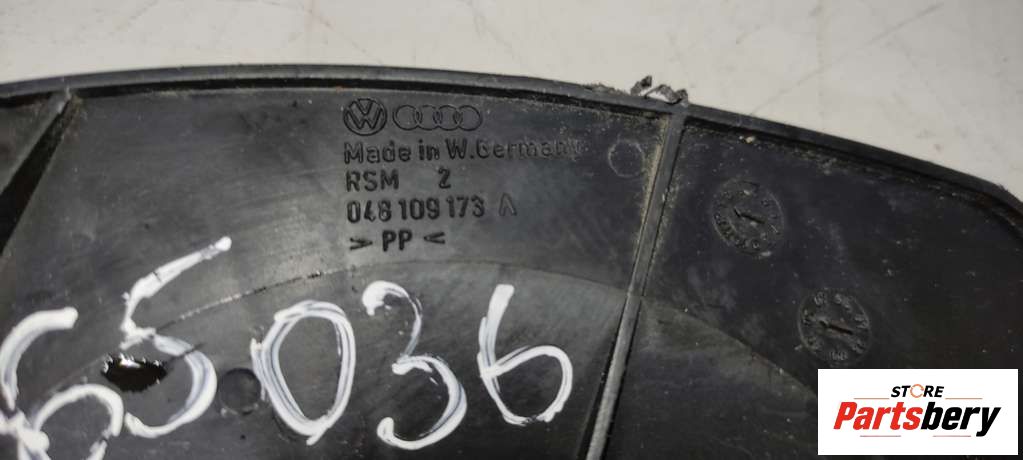 Made in W.Germany
RSM 2
048 109 173 A
> PP <
65036
STORE
Partsbery